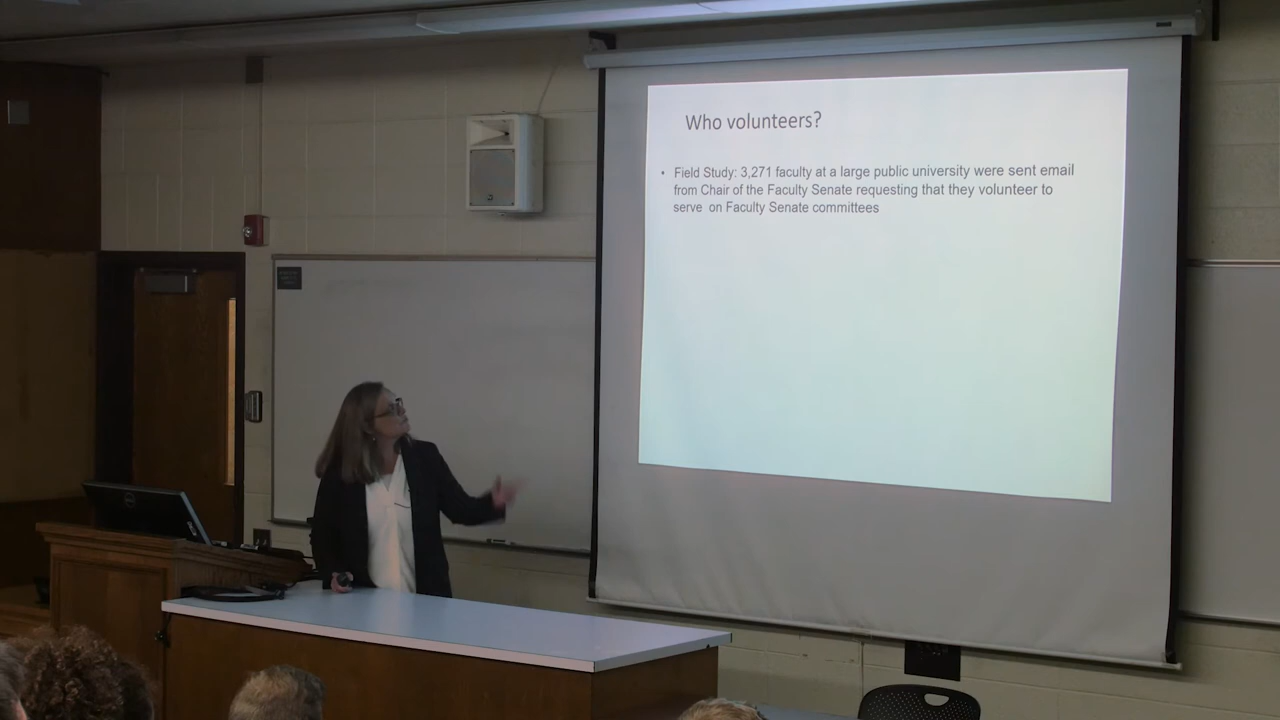 Who volunteers?
• Field Study: 3,271 faculty at a large public university were sent email
from Chair of the Faculty Senate requesting that they volunteer to
serve on Faculty Senate committees